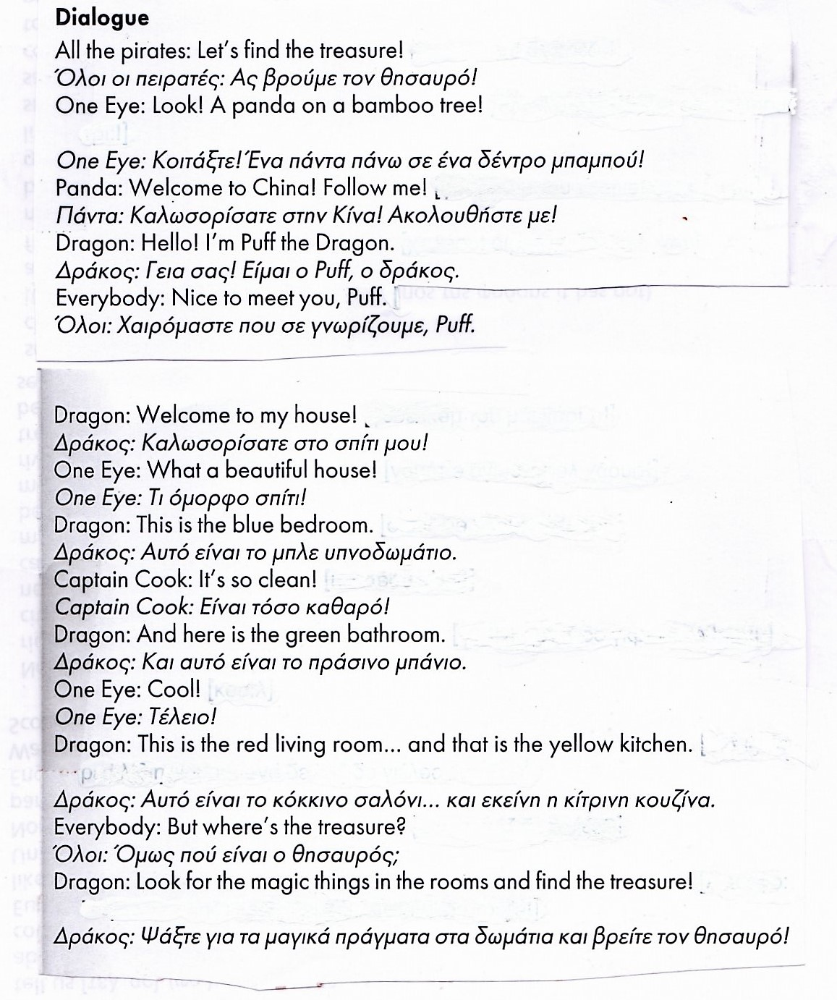 Dialogue
All the pirates: Let's find the treasure!
Όλοι οι πειρατές: Ας βρούμε τον θησαυρό!
One Eye: Look! A panda on a bamboo tree!
One Eye: Κοιτάξτε! Ένα πάντα πάνω σε ένα δέντρο μπαμπού!
Panda: Welcome to China! Follow me!
Πάντα: Καλωσορίσατε στην Κίνα! Ακολουθήστε με!
Dragon: Hello! I'm Puff the Dragon.
Δράκος: Γεια σας! Είμαι ο Puff, ο δράκος.
Everybody: Nice to meet you, Puff.
Όλοι: Χαιρόμαστε που σε γνωρίζουμε, Puff.
Dragon: Welcome to my house!
Δράκος: Καλωσορίσατε στο σπίτι μου!
One Eye: What a beautiful house!
One Eye: Τι όμορφο σπίτι!
Dragon: This is the blue bedroom.
Δράκος: Αυτό είναι το μπλε υπνοδωμάτιο.
Captain Cook: It's so clean!
Captain Cook: Είναι τόσο καθαρό!
Dragon: And here is the green bathroom.
Δράκος: Και αυτό είναι το πράσινο μπάνιο.
One Eye: Cool!
One Eye: Τέλειο!
Dragon: This is the red living room... and that is the yellow kitchen.
Δράκος: Αυτό είναι το κόκκινο σαλόνι... και εκείνη η κίτρινη κουζίνα.
Everybody: But where's the treasure?
Όλοι: Όμως πού είναι ο θησαυρός;
Dragon: Look for the magic things in the rooms and find the treasure!
Δράκος: Ψάξτε για τα μαγικά πράγματα στα δωμάτια και βρείτε τον θησαυρό!